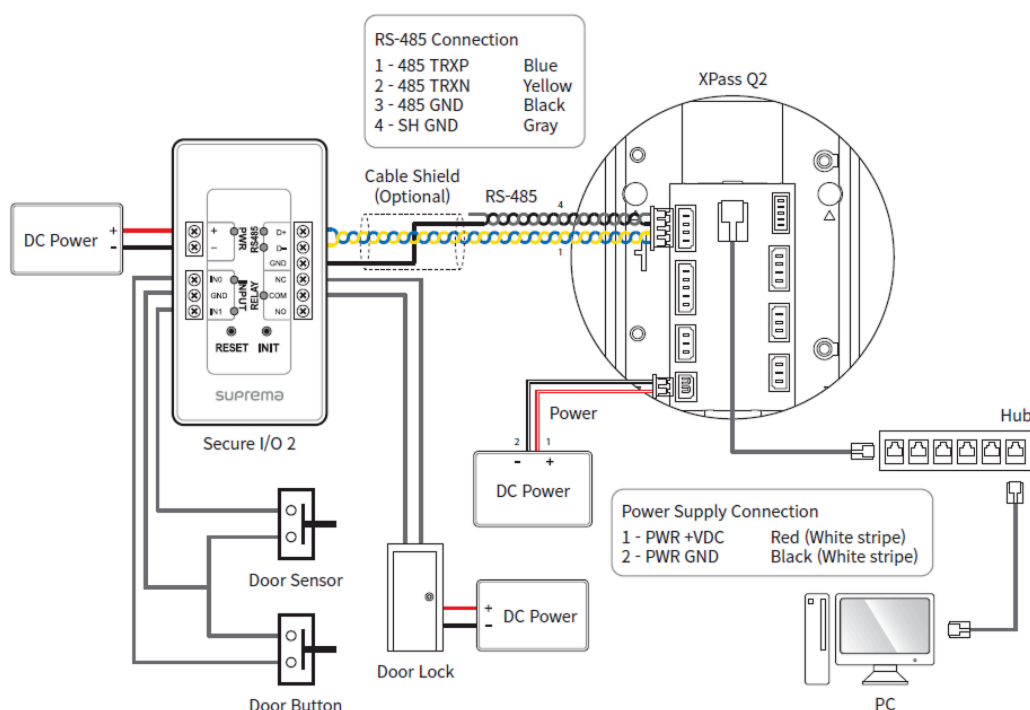 RS-485 Connection
1 - 485 TRXP Blue
2 - 485 TRXN Yellow
3 - 485 GND Black
4 - SH GND Gray
XPass Q2
Cable Shield
(Optional)
RS-485
4
1
DC Power
+
-
+
-
PWR
RS485
D+
D-
GND
IN0
GND
IN1
INPUT
RELAY
NC
COM
NO
RESET INIT
suprema
Secure I/O 2
Power
2 1
- +
DC Power
Hub
Power Supply Connection
1 - PWR +VDC Red (White stripe)
2 - PWR GND Black (White stripe)
Door Sensor
Door Button
Door Lock
+
-
DC Power
PC